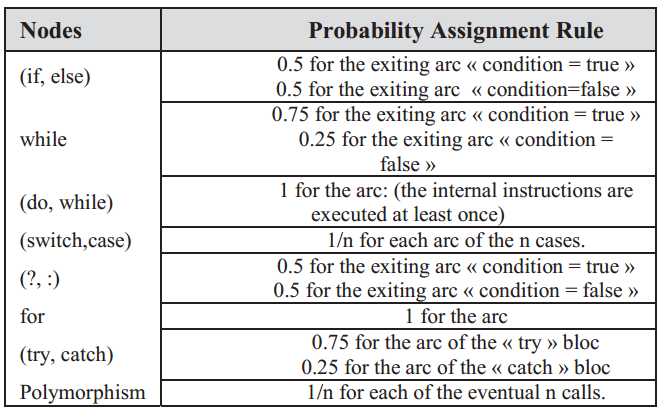 Nodes Probability Assignment Rule
(if, else)
0.5 for the exiting arc « condition = true »
0.5 for the exiting arc « condition=false »
while
0.75 for the exiting arc « condition = true »
0.25 for the exiting arc « condition =
false »
(do, while)
1 for the arc: (the internal instructions are
executed at least once)
(switch,case) 1/n for each arc of the n cases.
(?, :)
0.5 for the exiting arc « condition = true »
0.5 for the exiting arc « condition = false »
for 1 for the arc
(try, catch)
0.75 for the arc of the « try » bloc
0.25 for the arc of the « catch » bloc
Polymorphism 1/n for each of the eventual n calls.